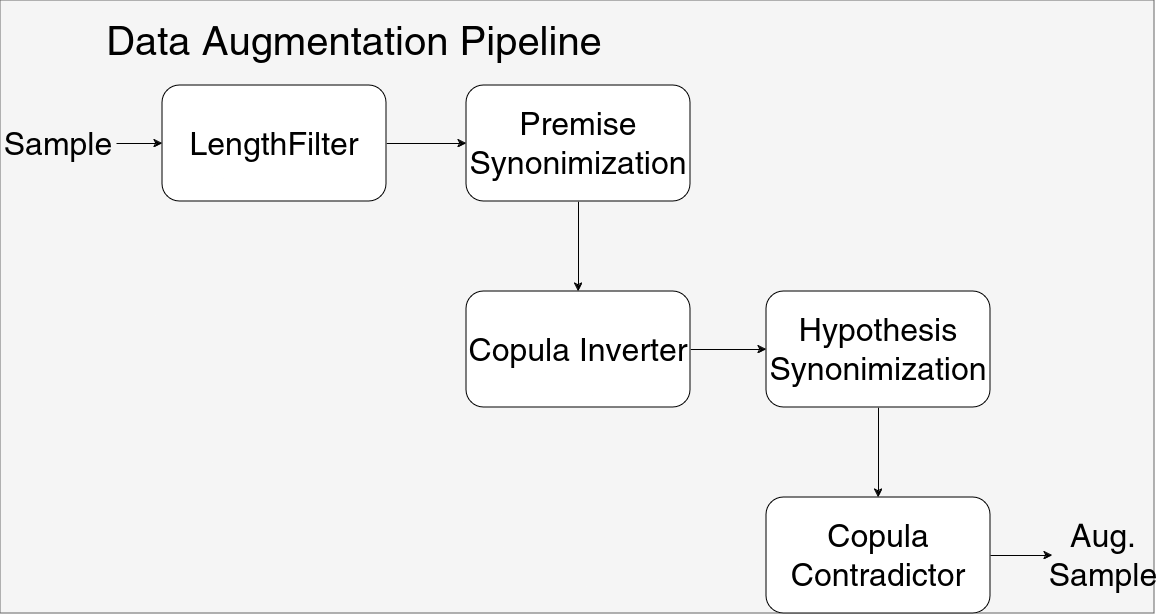 Data Augmentation Pipeline
Sample
LengthFilter
Premise
Synonimization
Copula Inverter
Hypothesis
Synonimization
Copula
Contradictor
Aug.
Sample